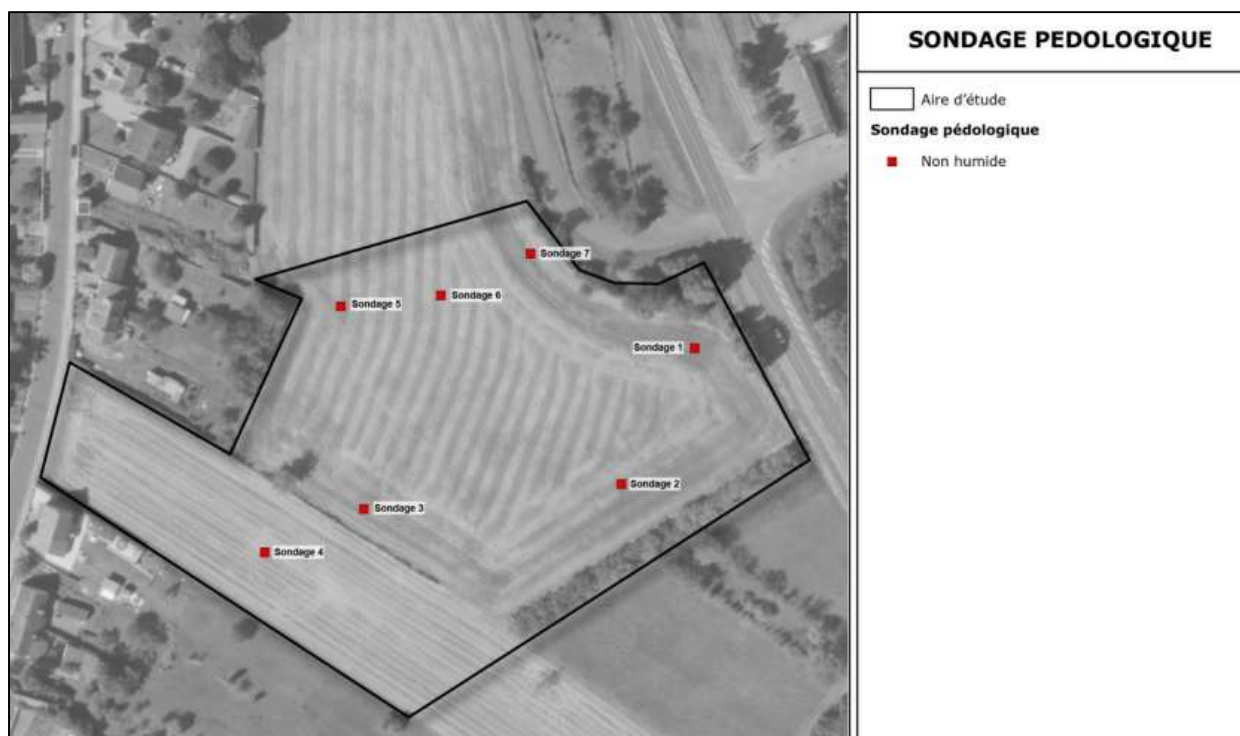 SONDAGE PEDOLOGIQUE
Aire d'étude
Sondage pédologique
Non humide
Sondage 7
Sondage 6
Sondage 5
Sondage 1
Sondage 2
Sondage 3
Sondage 4